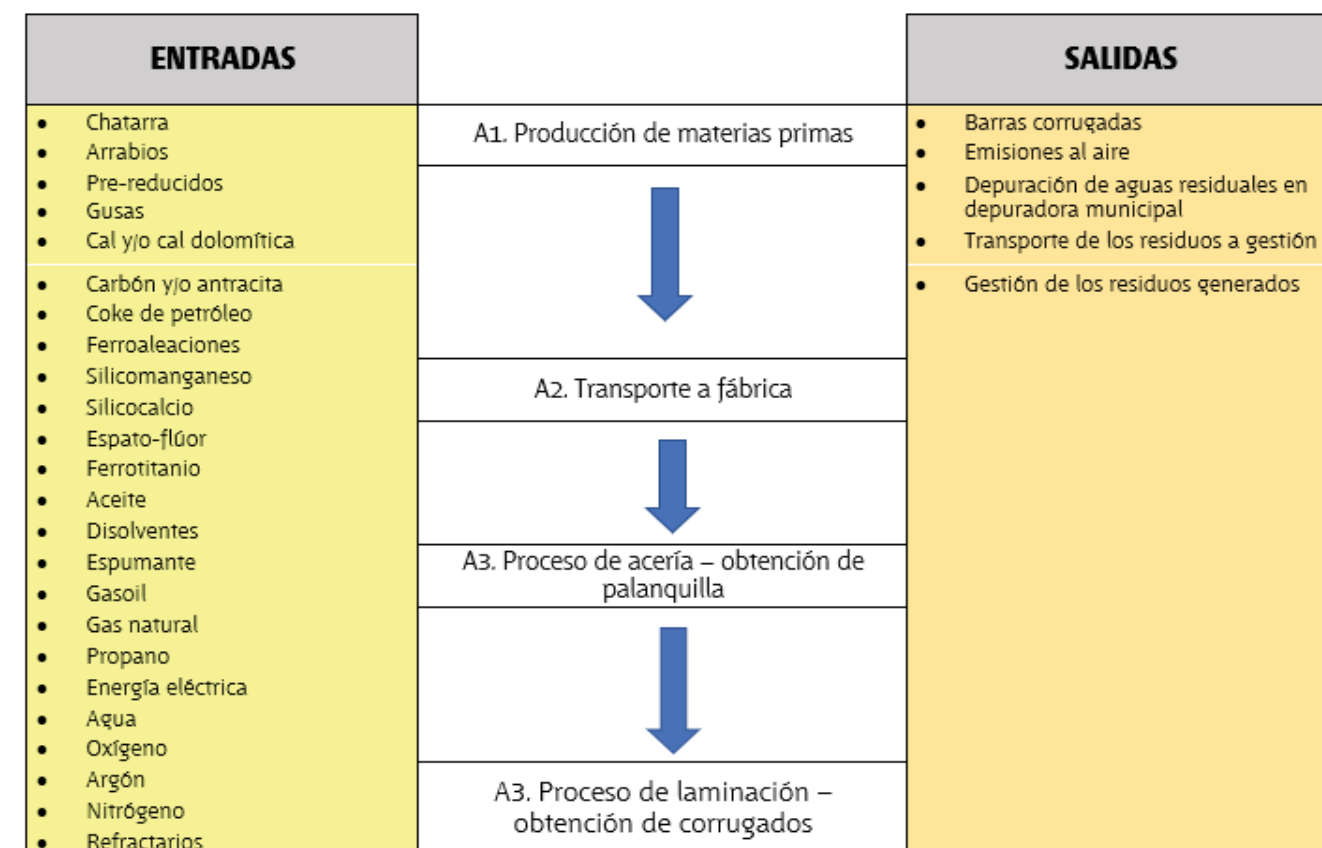 ENTRADAS
Chatarra
Arrabios
Pre-reducidos
Gusas
Cal y/o cal dolomítica
Carbón y/o antracita
Coke de petróleo
Ferroaleaciones
Silicomanganeso
Silicocalcio
Espato-flúor
Ferrotitanio
Aceite
Disolventes
Espumante
Gasoil
Gas natural
Propano
Energía eléctrica
Agua
Oxígeno
Argón
Nitrógeno
Refractarios
A1. Producción de materias primas
A2. Transporte a fábrica
A3. Proceso de acería – obtención de
palanquilla
A3. Proceso de laminación –
obtención de corrugados
SALIDAS
Barras corrugadas
Emisiones al aire
Depuración de aguas residuales en
depuradora municipal
Transporte de los residuos a gestión
Gestión de los residuos generados